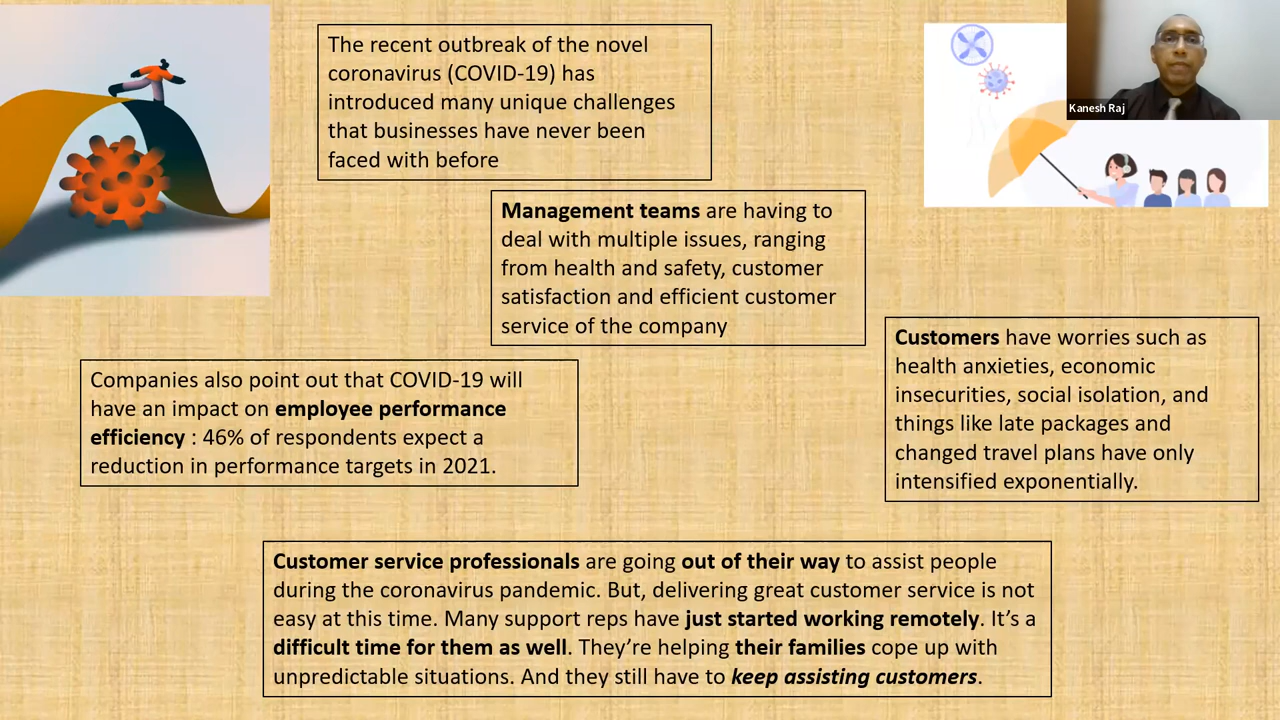 The recent outbreak of the novel
coronavirus (COVID-19) has
introduced many unique challenges
that businesses have never been
faced with before
Kanesh Raj
Management teams are having to
deal with multiple issues, ranging
from health and safety, customer
satisfaction and efficient customer
service of the company
Customers have worries such as
health anxieties, economic
insecurities, social isolation, and
things like late packages and
changed travel plans have only
intensified exponentially.
Companies also point out that COVID-19 will
have an impact on employee performance
efficiency : 46% of respondents expect a
reduction in performance targets in 2021.
Customer service professionals are going out of their way to assist people
during the coronavirus pandemic. But, delivering great customer service is not
easy at this time. Many support reps have just started working remotely. It’s a
difficult time for them as well. They’re helping their families cope up with
unpredictable situations. And they still have to keep assisting customers.